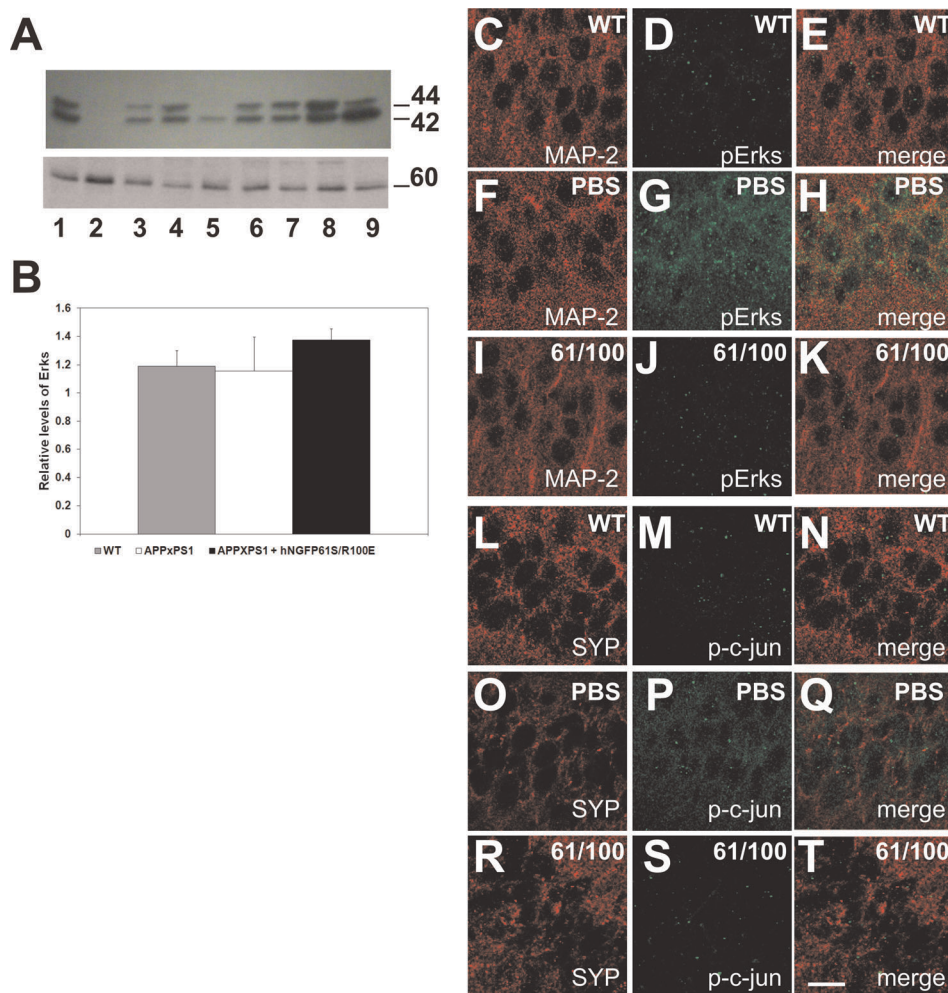 A
44
42
60
1 2 3 4 5 6 7 8 9
B
Relative levels of Erks
1.6
1.4
1.2
1
0.8
0.6
0.4
0.2
0
WT APPxPS1 APPXPS1 + hNGFP61S/R100E
C WT MAP-2
D WT pErks
E WT merge
F PBS MAP-2
G PBS pErks
H PBS merge
I 61/100 MAP-2
J 61/100 pErks
K 61/100 merge
L WT SYP
M WT p-c-jun
N WT merge
O PBS SYP
P PBS p-c-jun
Q PBS merge
R 61/100 SYP
S 61/100 p-c-jun
T 61/100 merge